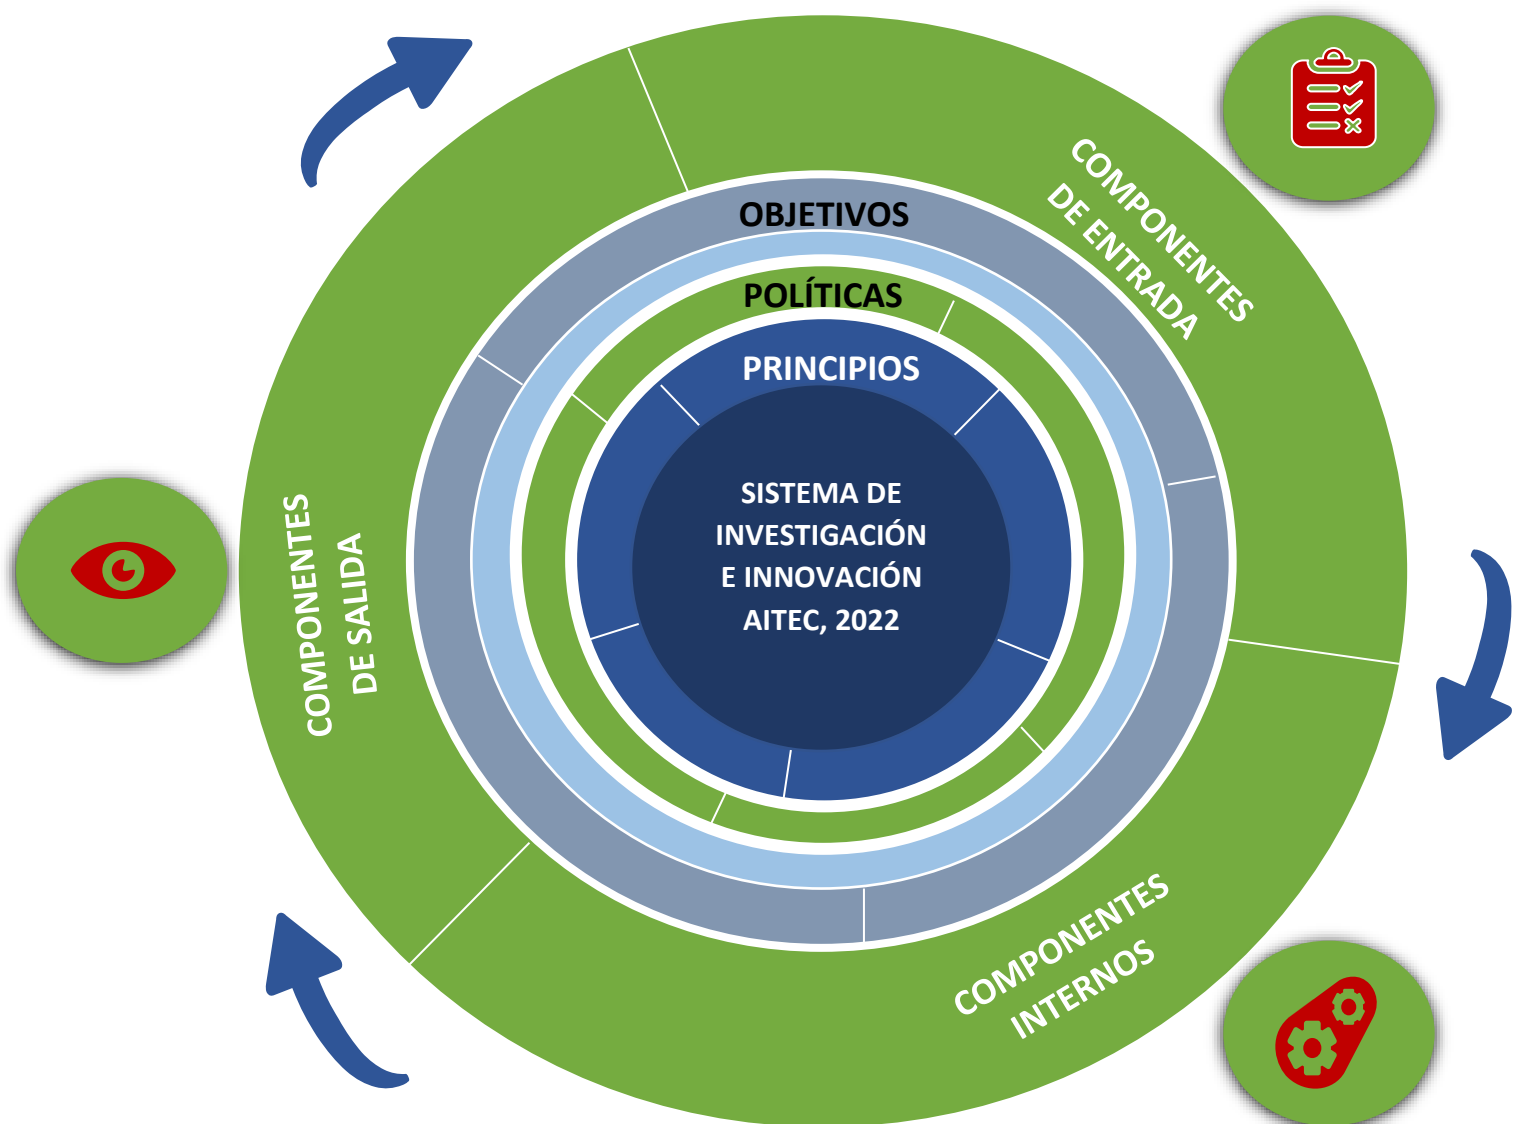 OBJETIVOS
POLÍTICAS
PRINCIPIOS
SISTEMA DE
INVESTIGACIÓN
E INNOVACIÓN
AITEC, 2022
COMPONENTES
DE ENTRADA
COMPONENTES
INTERNOS
COMPONENTES
DE SALIDA